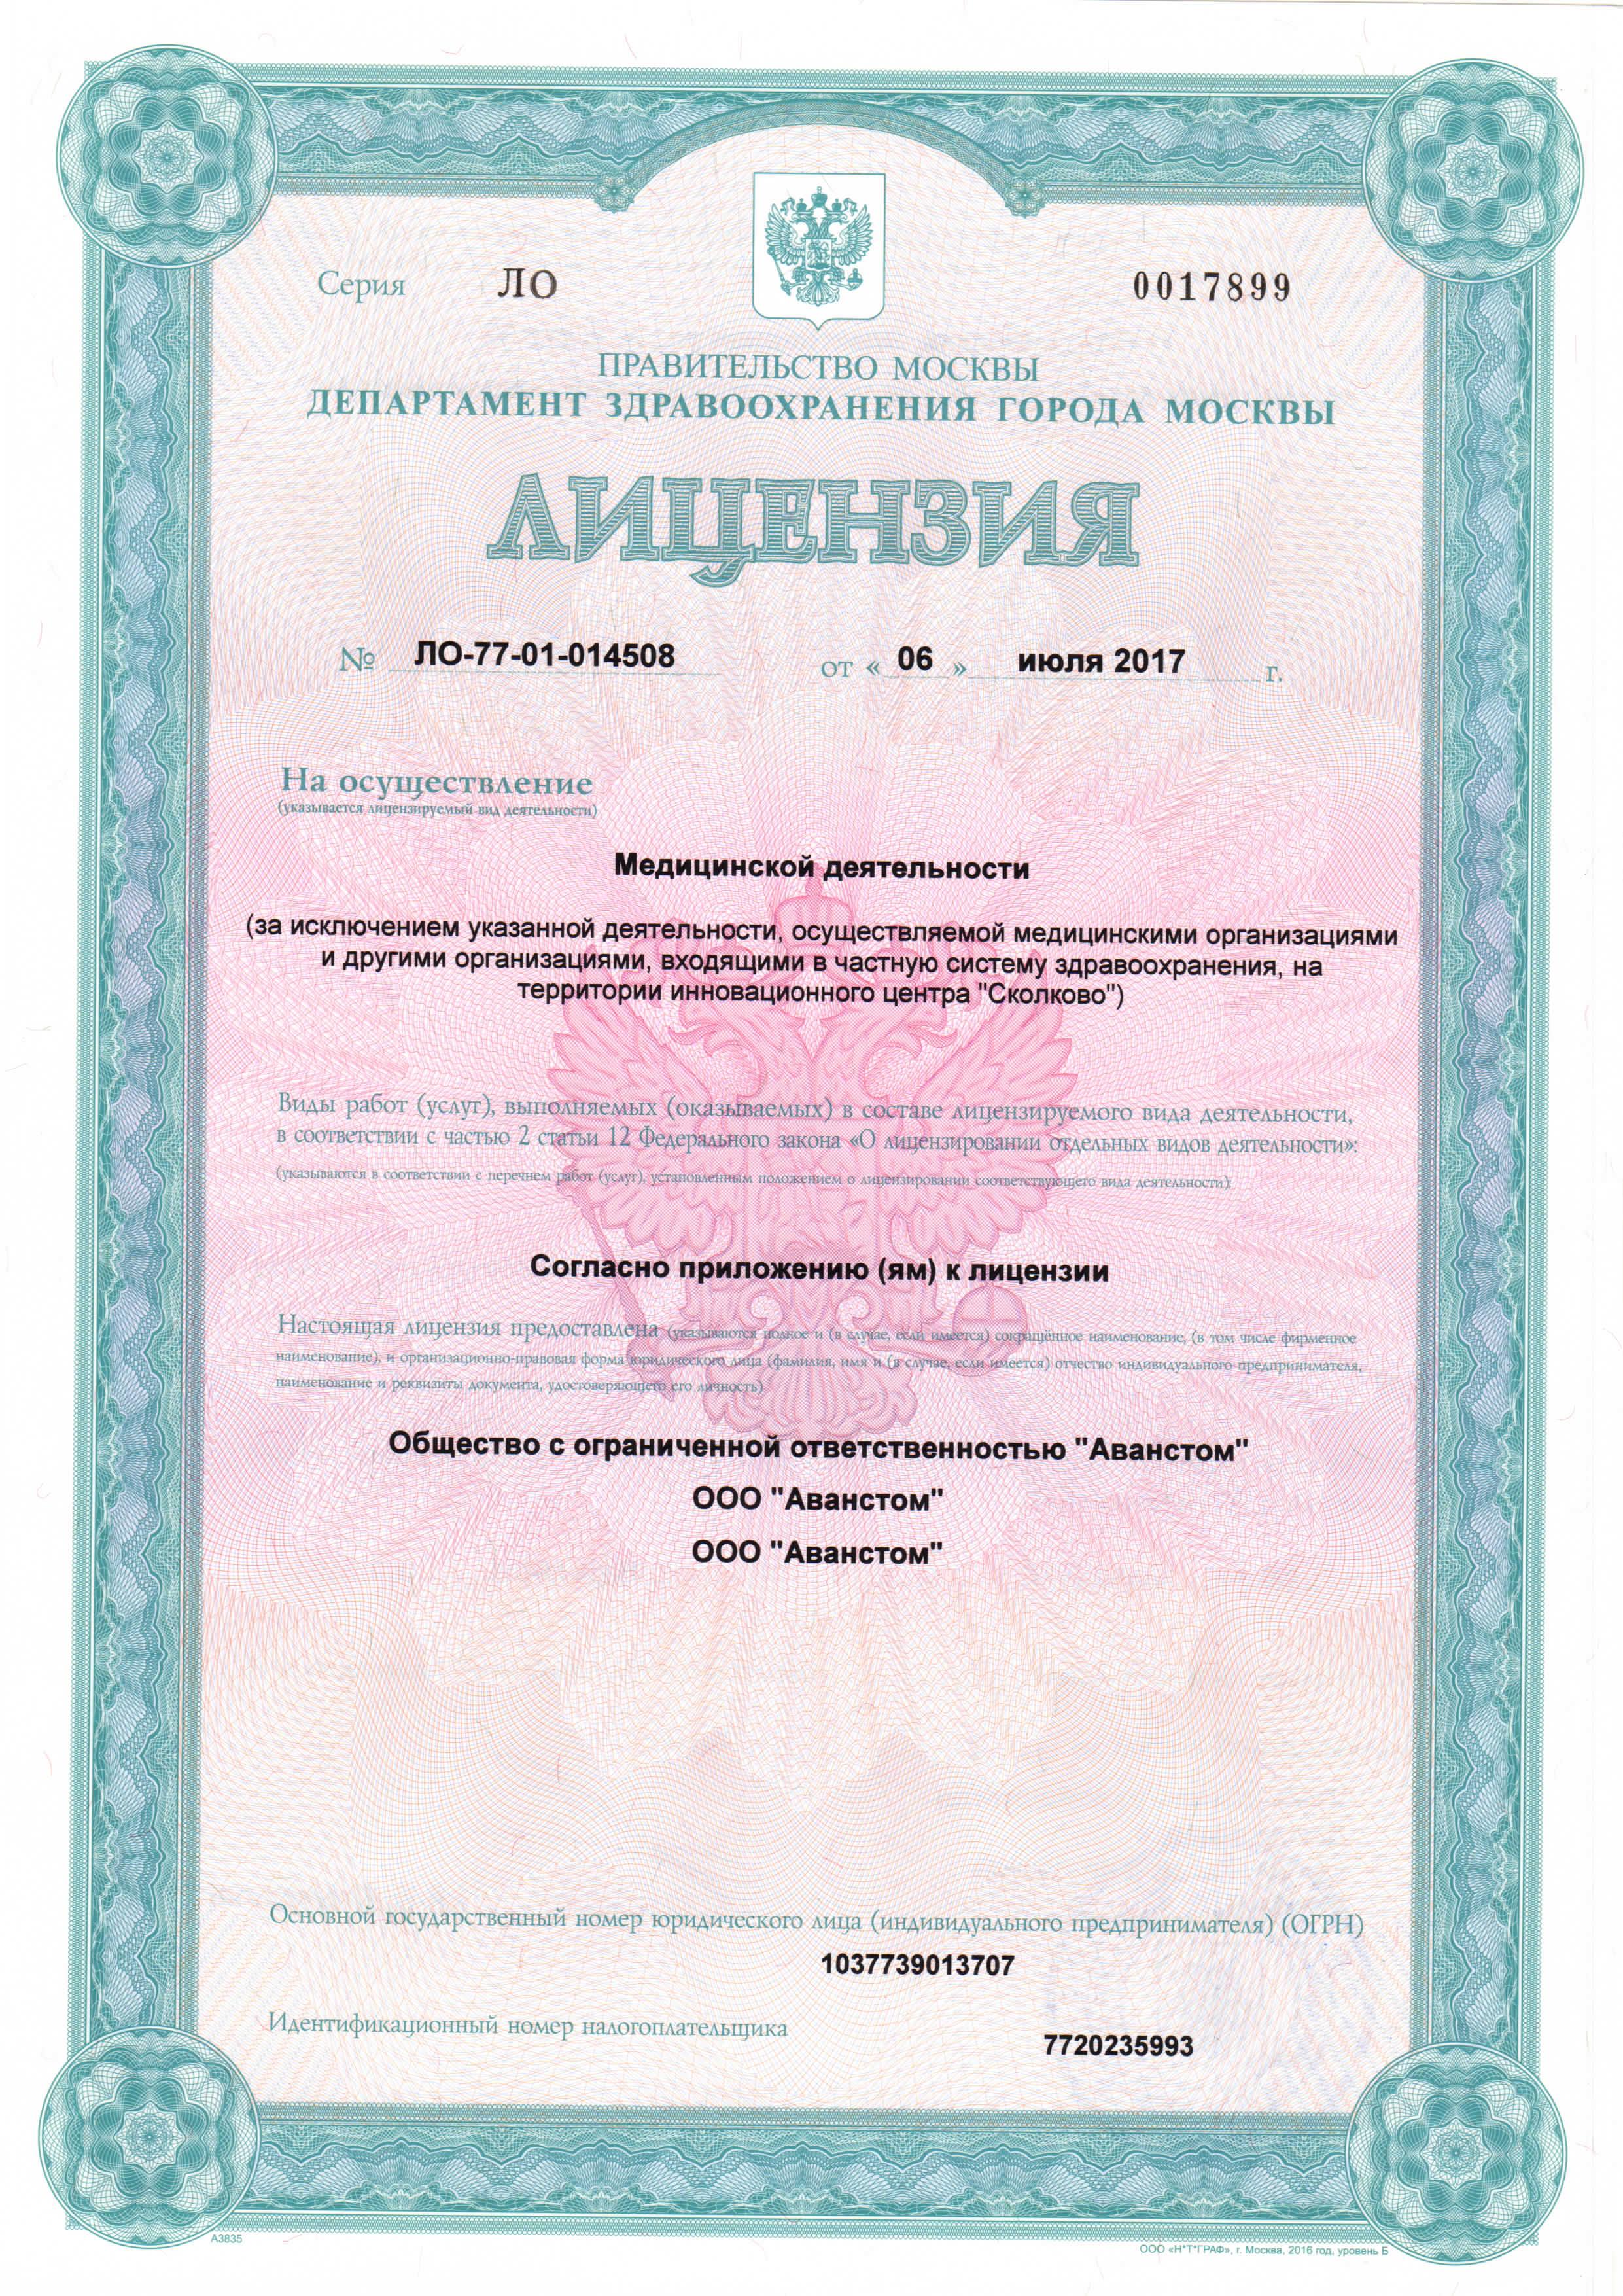 Серия ЛО 0017899
ПРАВИТЕЛЬСТВО МОСКВЫ
ДЕПАРТАМЕНТ ЗДРАВООХРАНЕНИЯ ГОРОДА МОСКВЫ
ЛИЦЕНЗИЯ
№ ЛО-77-01-014508 от « 06 » июля 2017 г.
На осуществление
(указывается лицензируемый вид деятельности)
Медицинской деятельности
(за исключением указанной деятельности, осуществляемой медицинскими организациями
и другими организациями, входящими в частную систему здравоохранения, на
территории инновационного центра "Сколково")
Виды работ (услуг), выполняемых (оказываемых) в составе лицензируемого вида деятельности,
в соответствии с частью 2 статьи 12 Федерального закона «О лицензировании отдельных видов деятельности»:
(указываются в соответствии с перечнем работ (услуг), установленным положением о лицензировании соответствующего вида деятельности):
Согласно приложению (ям) к лицензии
Настоящая лицензия предоставлена (указываются полное и (в случае, если имеется) сокращённое наименование, (в том числе фирменное
наименование), и организационно-правовая форма юридического лица (фамилия, имя и (в случае, если имеется) отчество индивидуального предпринимателя,
наименование и реквизиты документа, удостоверяющего его личность)
Общество с ограниченной ответственностью "Аванстом"
ООО "Аванстом"
ООО "Аванстом"
Основной государственный номер юридического лица (индивидуального предпринимателя) (ОГРН)
1037739013707
Идентификационный номер налогоплательщика
7720235993
А3835
ООО «Н*Т*ГРАФ», г. Москва, 2016 год, уровень Б